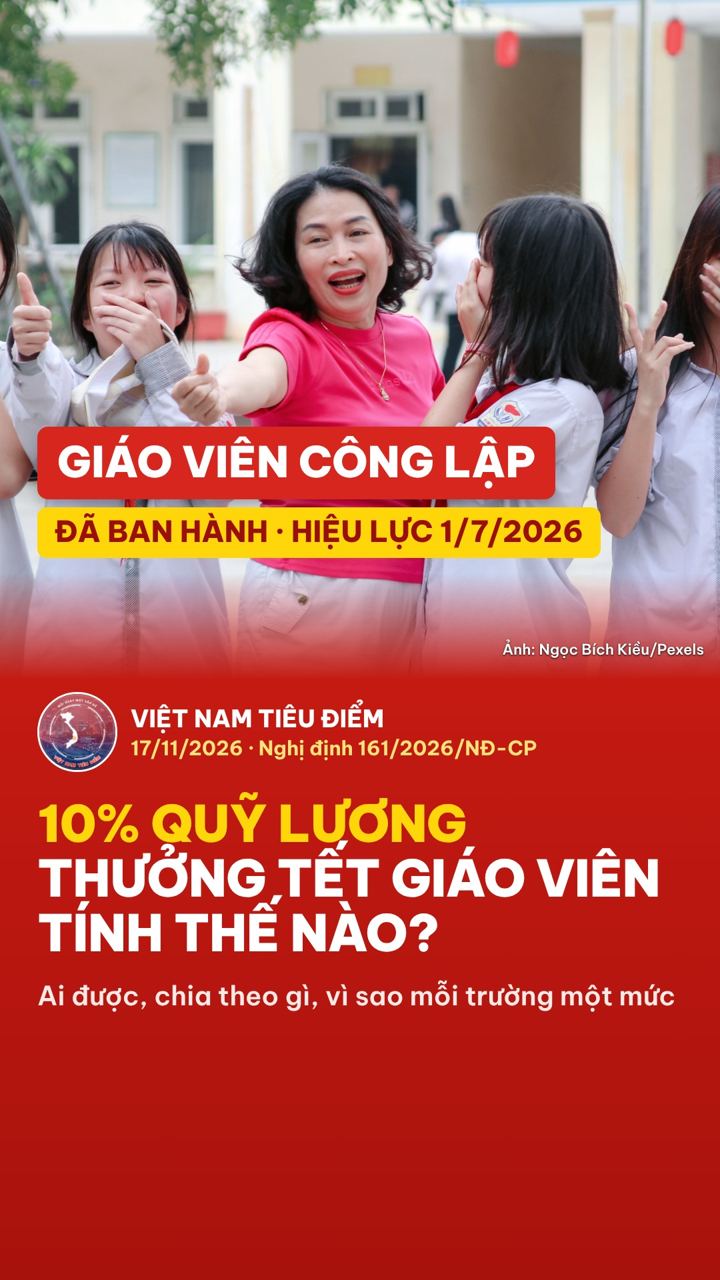 GIÁO VIÊN CÔNG LẬP
ĐÃ BAN HÀNH · HIỆU LỰC 1/7/2026
Ảnh: Ngọc Bích Kiều/Pexels
VIỆT NAM TIÊU ĐIỂM
17/11/2026 · Nghị định 161/2026/NĐ-CP
10% QUỸ LƯƠNG
THƯỞNG TẾT GIÁO VIÊN
TÍNH THẾ NÀO?
Ai được, chia theo gì, vì sao mỗi trường một mức